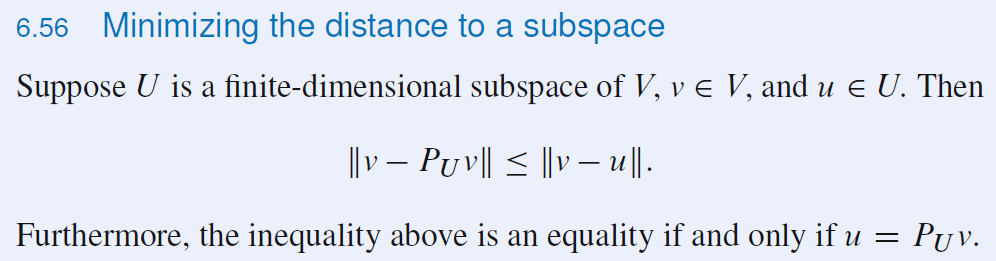 6.56 Minimizing the distance to a subspace
Suppose U is a finite-dimensional subspace of V, v ∈ V, and u ∈ U. Then
‖v − P_U v‖ ≤ ‖v − u‖.
Furthermore, the inequality above is an equality if and only if u = P_U v.